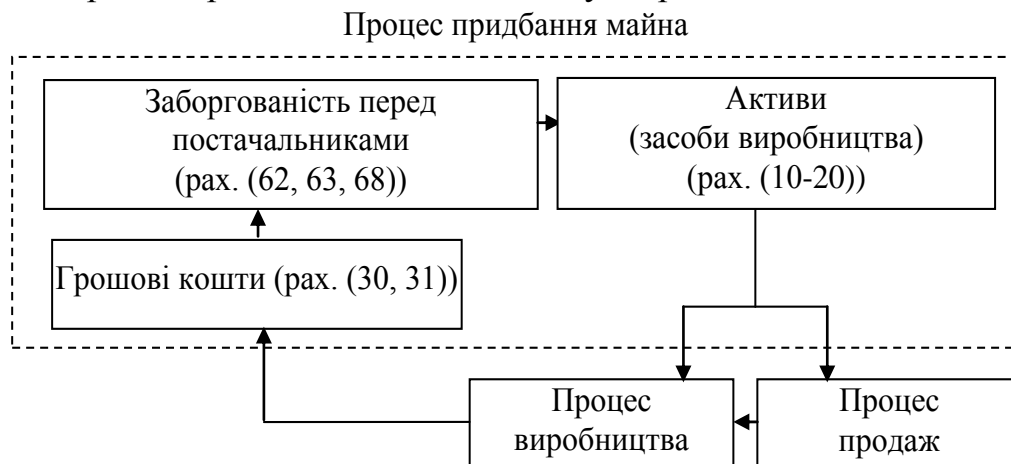 Процес придбання майна
Заборгованість перед
постачальниками
(рах. (62, 63, 68))
Активи
(засоби виробництва)
(рах. (10-20))
Грошові кошти (рах. (30, 31))
Процес
виробництва
Процес
продаж